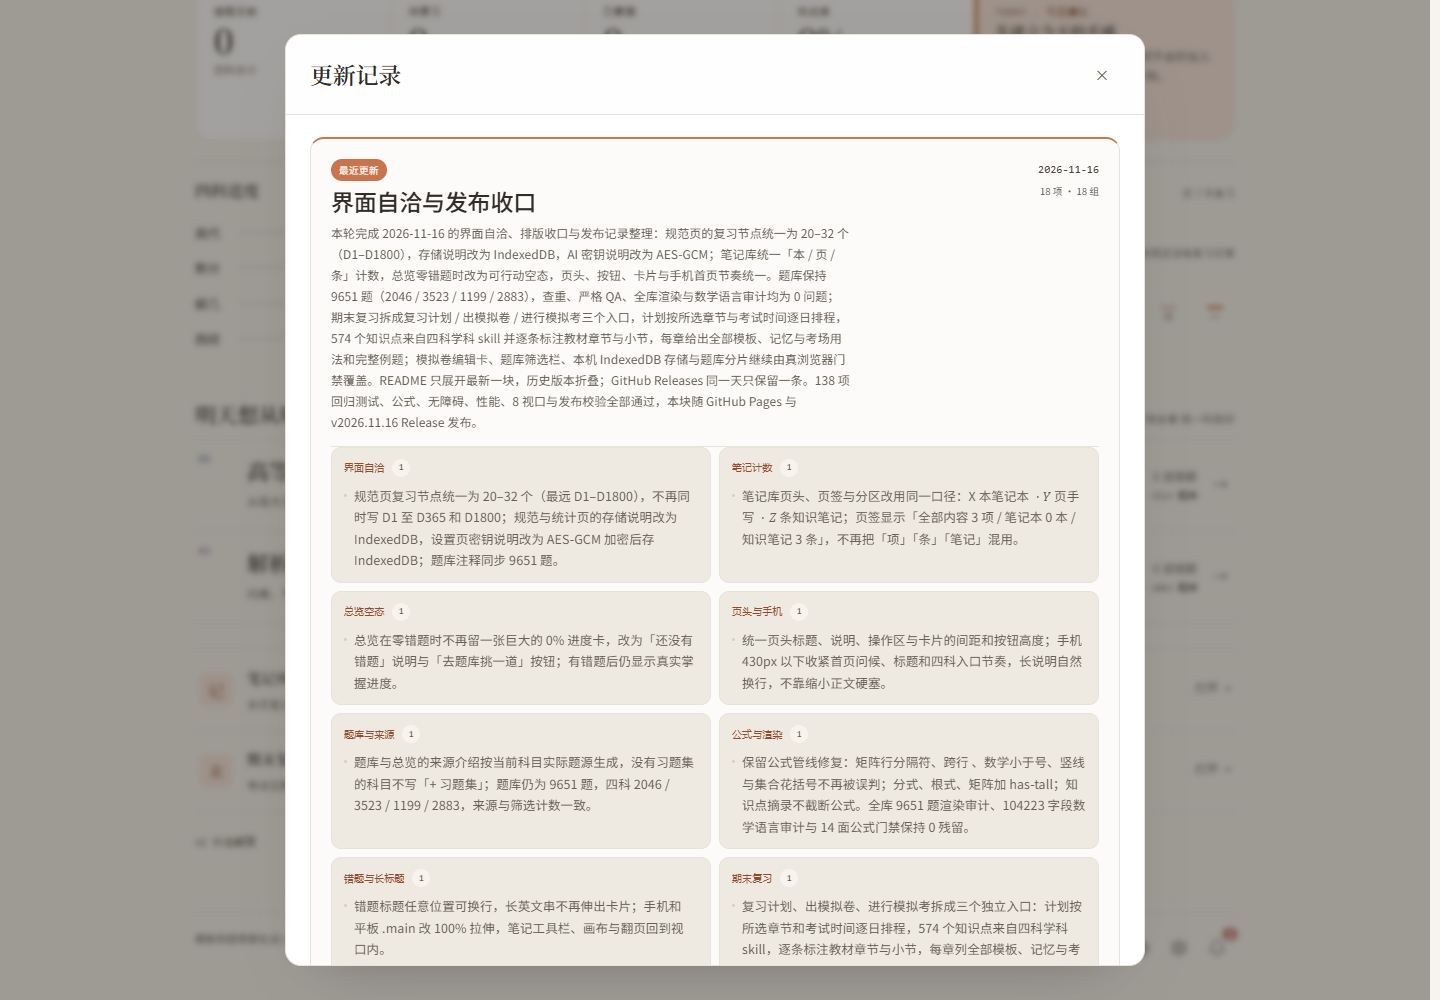 更新记录
×
最近更新
2026-11-16
18 项 · 18 组
界面自洽与发布收口
本轮完成 2026-11-16 的界面自洽、排版收口与发布记录整理：规范页的复习节点统一为 20–32 个
（D1–D1800），存储说明改为 IndexedDB，AI 密钥说明改为 AES-GCM；笔记库统一「本 / 页 /
条」计数，总览零错题时改为可行动空态，页头、按钮、卡片与手机首页节奏统一。题库保持
9651 题（2046 / 3523 / 1199 / 2883），查重、严格 QA、全库渲染与数学语言审计均为 0 问题；
期末复习拆成复习计划 / 出模拟卷 / 进行模拟考三个入口，计划按所选章节与考试时间逐日排程，
574 个知识点来自四科学科 skill 并逐条标注教材章节与小节，每章给出全部模板、记忆与考场用
法和完整例题；模拟卷编辑卡、题库筛选栏、本机 IndexedDB 存储与题库分片继续由真浏览器门
禁覆盖。README 只展开最新一块，历史版本折叠；GitHub Releases 同一天只保留一条。138 项
回归测试、公式、无障碍、性能、8 视口与发布校验全部通过，本块随 GitHub Pages 与
v2026.11.16 Release 发布。
界面自洽 1
规范页复习节点统一为 20–32 个（最远 D1–D1800），不再同
时写 D1 至 D365 和 D1800；规范与统计页的存储说明改为
IndexedDB，设置页密钥说明改为 AES-GCM 加密后存
IndexedDB；题库注释同步 9651 题。
笔记计数 1
笔记库页头、页签与分区改用同一口径：X 本笔记本 · Y 页手
写 · Z 条知识笔记；页签显示「全部内容 3 项 / 笔记本 0 本 /
知识笔记 3 条」，不再把「项」「条」「笔记」混用。
总览空态 1
总览在零错题时不再留一张巨大的 0% 进度卡，改为「还没有
错题」说明与「去题库挑一道」按钮；有错题后仍显示真实掌
握进度。
页头与手机 1
统一页头标题、说明、操作区与卡片的间距和按钮高度；手机
430px 以下收紧首页问候、标题和四科入口节奏，长说明自然
换行，不靠缩小正文硬塞。
题库与来源 1
题库与总览的来源介绍按当前科目实际题源生成，没有习题集
的科目不写「+ 习题集」；题库仍为 9651 题，四科 2046 /
3523 / 1199 / 2883，来源与筛选计数一致。
公式与渲染 1
保留公式管线修复：矩阵行分隔符、跨行 、数学小于号、竖线
与集合花括号不再被误判；分式、根式、矩阵加 has-tall；知
识点摘录不截断公式。全库 9651 题渲染审计、104223 字段数
学语言审计与 14 面公式门禁保持 0 残留。
错题与长标题 1
错题标题任意位置可换行，长英文串不再伸出卡片；手机和
平板 .main 改 100% 拉伸，笔记工具栏、画布与翻页回到视
口内。
期末复习 1
复习计划、出模拟卷、进行模拟考拆成三个独立入口：计划按
所选章节和考试时间逐日排程，574 个知识点来自四科学科
skill，逐条标注教材章节与小节，每章列全部模板、记忆与考